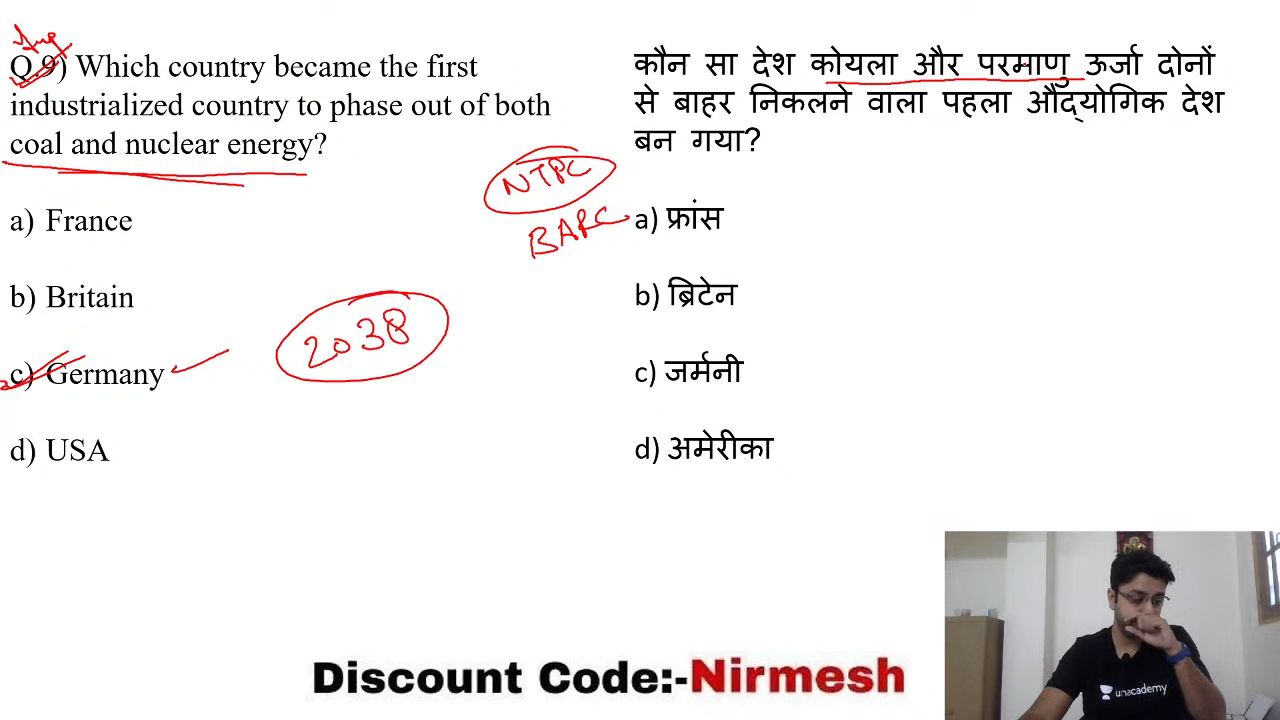 Q.9) Which country became the first
industrialized country to phase out of both
coal and nuclear energy?
a) France
b) Britain
c) Germany
d) USA
NTPC
BARC
2038
कौन सा देश कोयला और परमाणु ऊर्जा दोनों
से बाहर निकलने वाला पहला औद्योगिक देश
बन गया?
a) फ्रांस
b) ब्रिटेन
c) जर्मनी
d) अमेरीका
Discount Code:-Nirmesh
unacademy